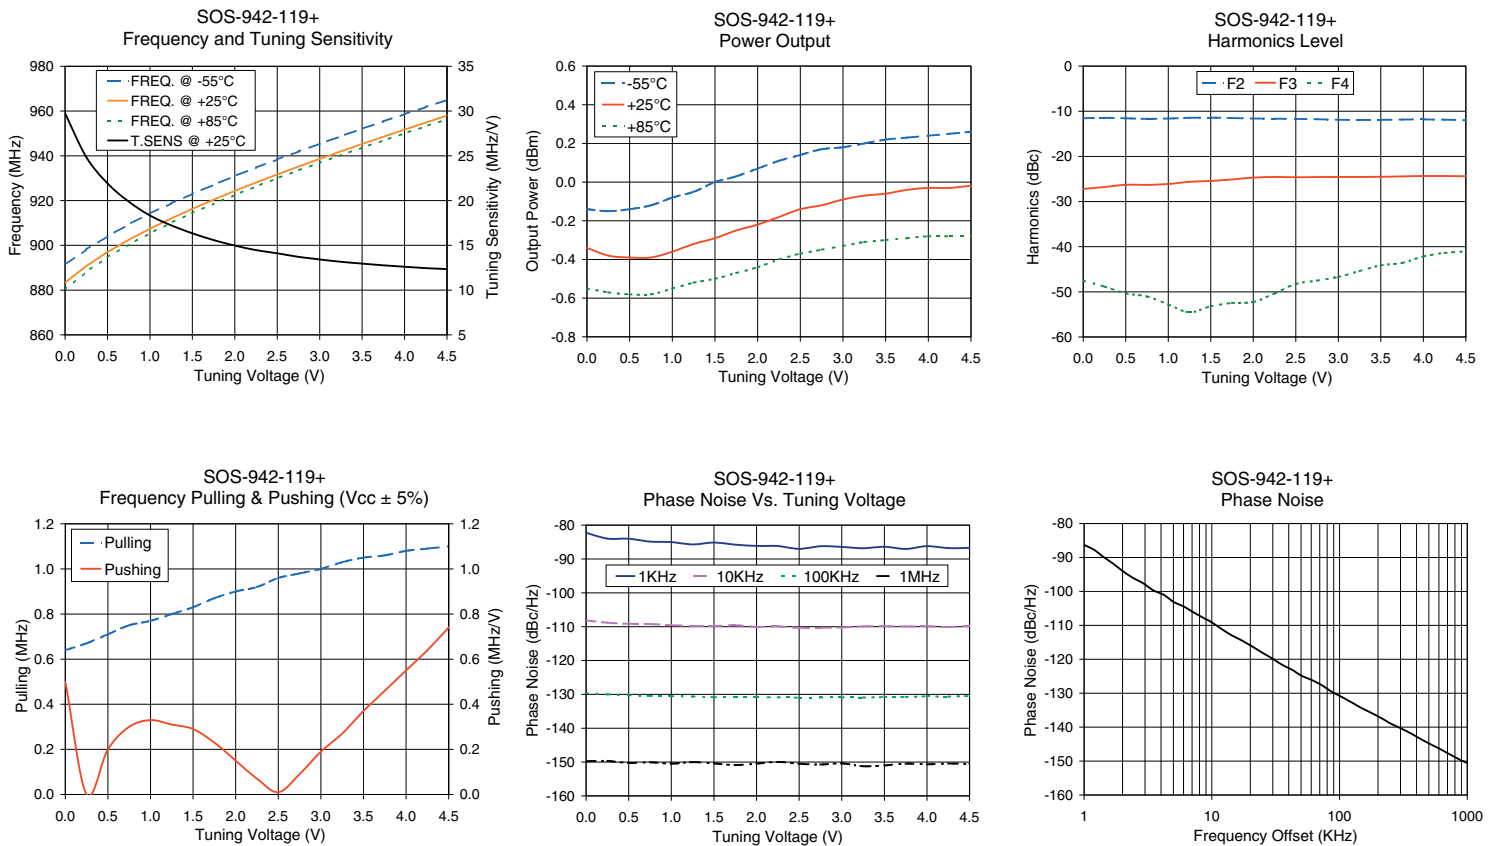 SOS-942-119+
Frequency and Tuning Sensitivity
980
960
940
920
900
880
860
Frequency (MHz)
FREQ. @ -55°C
FREQ. @ +25°C
FREQ. @ +85°C
T.SENS @ +25°C
35
30
25
20
15
10
5
Tuning Sensitivity (MHz/V)
0.0 0.5 1.0 1.5 2.0 2.5 3.0 3.5 4.0 4.5
Tuning Voltage (V)
SOS-942-119+
Power Output
0.6
0.4
0.2
0.0
-0.2
-0.4
-0.6
-0.8
Output Power (dBm)
-55°C
+25°C
+85°C
0.0 0.5 1.0 1.5 2.0 2.5 3.0 3.5 4.0 4.5
Tuning Voltage (V)
SOS-942-119+
Harmonics Level
0
-10
-20
-30
-40
-50
-60
Harmonics (dBc)
F2 F3 F4
0.0 0.5 1.0 1.5 2.0 2.5 3.0 3.5 4.0 4.5
Tuning Voltage (V)
SOS-942-119+
Frequency Pulling & Pushing (Vcc ± 5%)
1.2
1.0
0.8
0.6
0.4
0.2
0.0
Pulling (MHz)
Pulling
Pushing
1.2
1.0
0.8
0.6
0.4
0.2
0.0
Pushing (MHz/V)
0.0 0.5 1.0 1.5 2.0 2.5 3.0 3.5 4.0 4.5
Tuning Voltage (V)
SOS-942-119+
Phase Noise Vs. Tuning Voltage
-80
-90
-100
-110
-120
-130
-140
-150
-160
Phase Noise (dBc/Hz)
1KHz 10KHz 100KHz 1MHz
0.0 0.5 1.0 1.5 2.0 2.5 3.0 3.5 4.0 4.5
Tuning Voltage (V)
SOS-942-119+
Phase Noise
-80
-90
-100
-110
-120
-130
-140
-150
-160
Phase Noise (dBc/Hz)
1 10 100 1000
Frequency Offset (KHz)